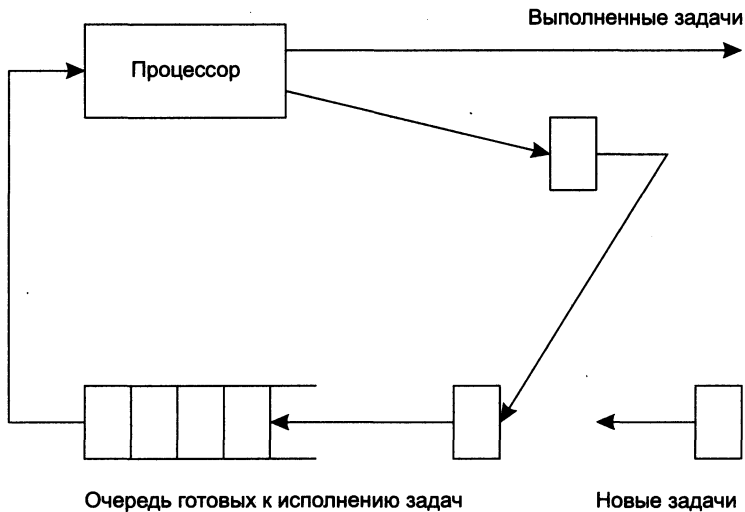 Выполненные задачи
Процессор
Очередь готовых к исполнению задач
Новые задачи